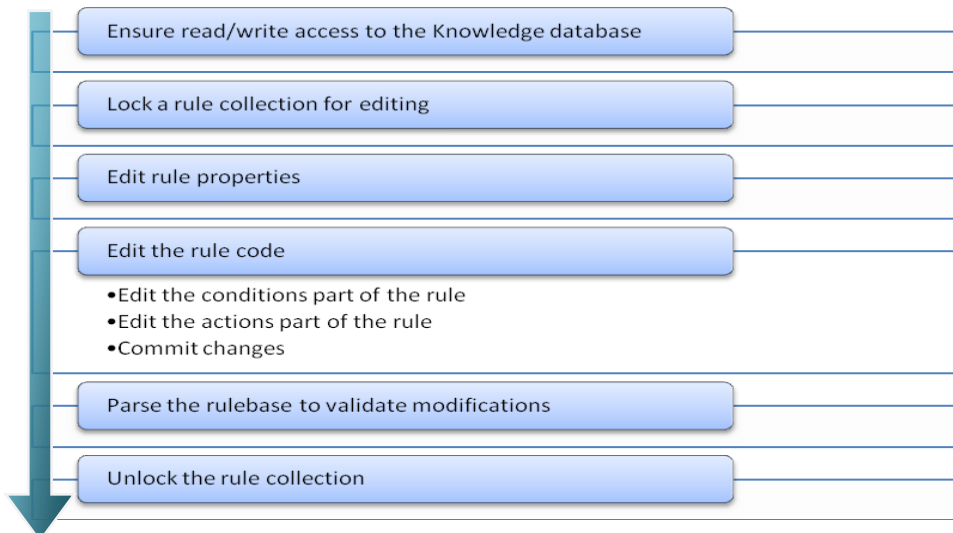 Ensure read/write access to the Knowledge database
Lock a rule collection for editing
Edit rule properties
Edit the rule code
•Edit the conditions part of the rule
•Edit the actions part of the rule
•Commit changes
Parse the rulebase to validate modifications
Unlock the rule collection